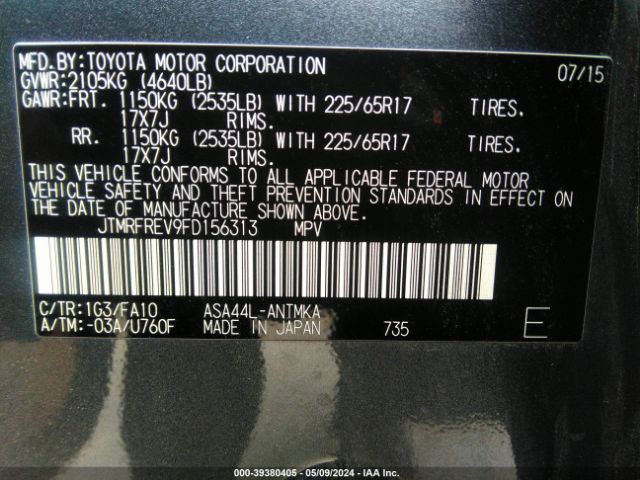 MFD.BY:TOYOTA MOTOR CORPORATION 07/15
GVWR:2105KG (4640LB)
GAWR:FRT. 1150KG (2535LB) WITH 225/65R17 TIRES.
17X7J RIMS.
RR. 1150KG (2535LB) WITH 225/65R17 TIRES.
17X7J RIMS.
THIS VEHICLE CONFORMS TO ALL APPLICABLE FEDERAL MOTOR
VEHICLE SAFETY AND THEFT PREVENTION STANDARDS IN EFFECT ON
THE DATE OF MANUFACTURE SHOWN ABOVE.
JTMRFREV9FD156313 MPV
C/TR:1G3/FA10 ASA44L-ANTMKA
A/TM:-03A/U760F MADE IN JAPAN 735 E
000-39380405 - 05/09/2024 - IAA Inc.